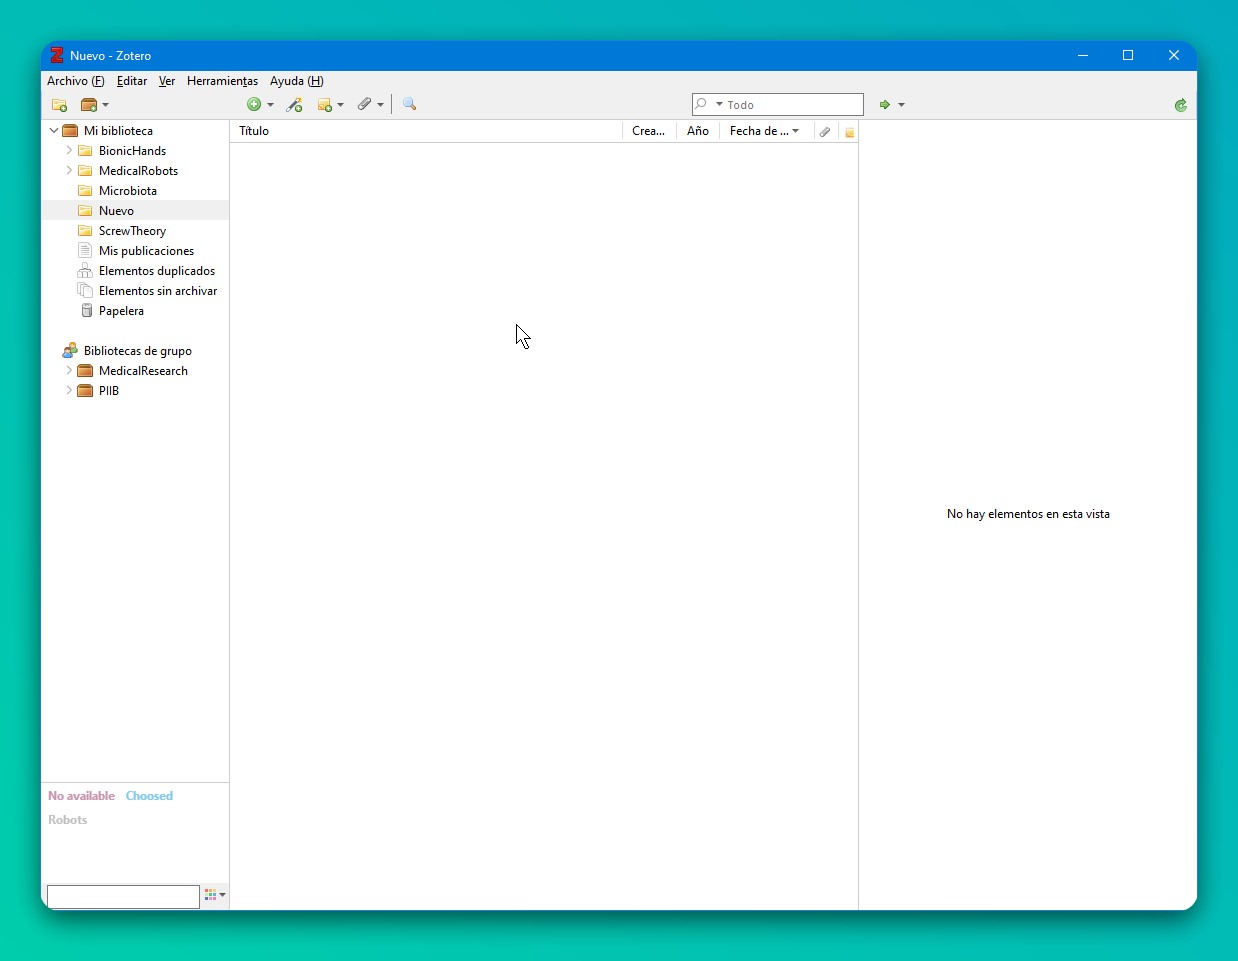 Nuevo - Zotero
Archivo (F) Editar Ver Herramientas Ayuda (H)
Todo
Mi biblioteca
BionicHands
MedicalRobots
Microbiota
Nuevo
ScrewTheory
Mis publicaciones
Elementos duplicados
Elementos sin archivar
Papelera
Bibliotecas de grupo
MedicalResearch
PIIB
No available Choosed
Robots
Título Crea... Año Fecha de ...
No hay elementos en esta vista